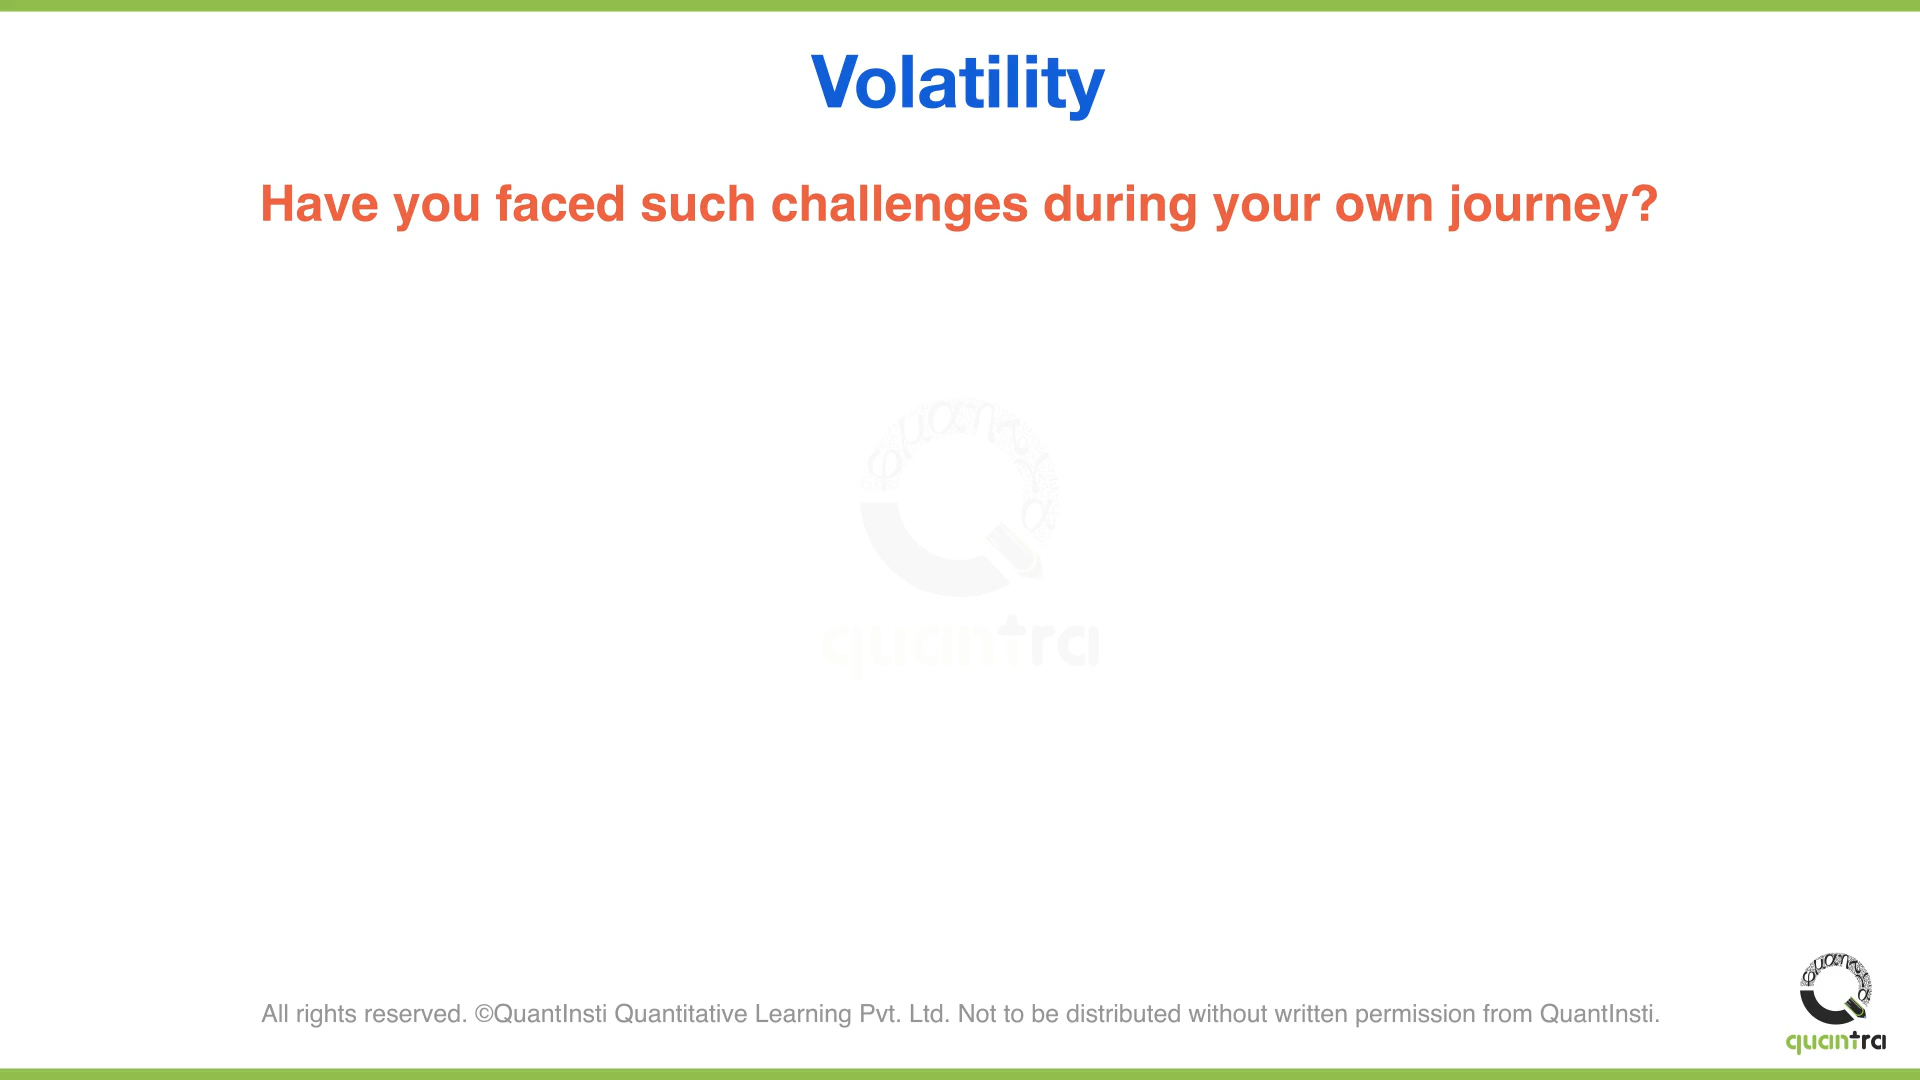 Volatility
Have you faced such challenges during your own journey?
quantra
All rights reserved. ©QuantInsti Quantitative Learning Pvt. Ltd. Not to be distributed without written permission from QuantInsti.
quantra